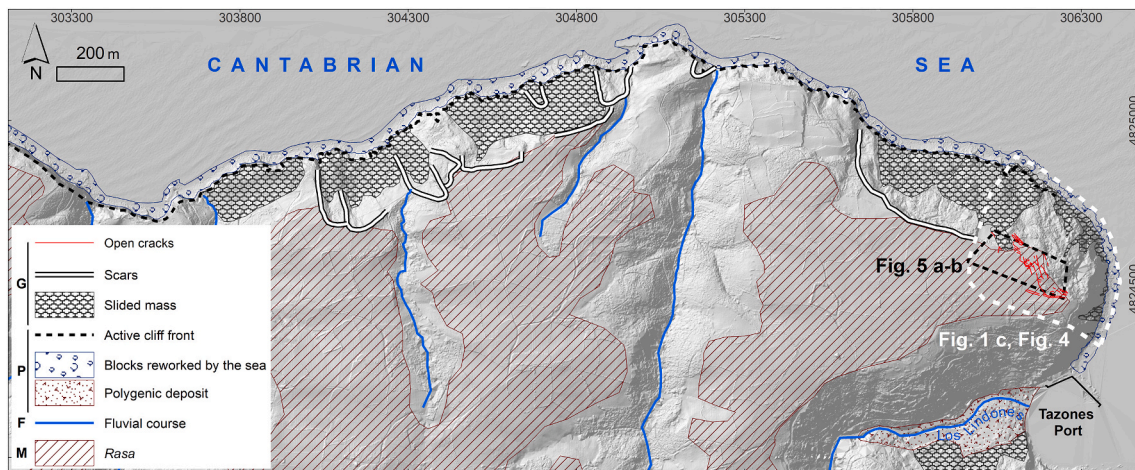 303300 303800 304300 304800 305300 305800 306300
200 m
N
CANTABRIAN SEA
4825000
4824500
Fig. 5 a-b
Fig. 1 c, Fig. 4
Tazones
Port
Los Lindones
G
Open cracks
Scars
Slided mass
Active cliff front
P
Blocks reworked by the sea
Polygenic deposit
F
Fluvial course
M
Rasa